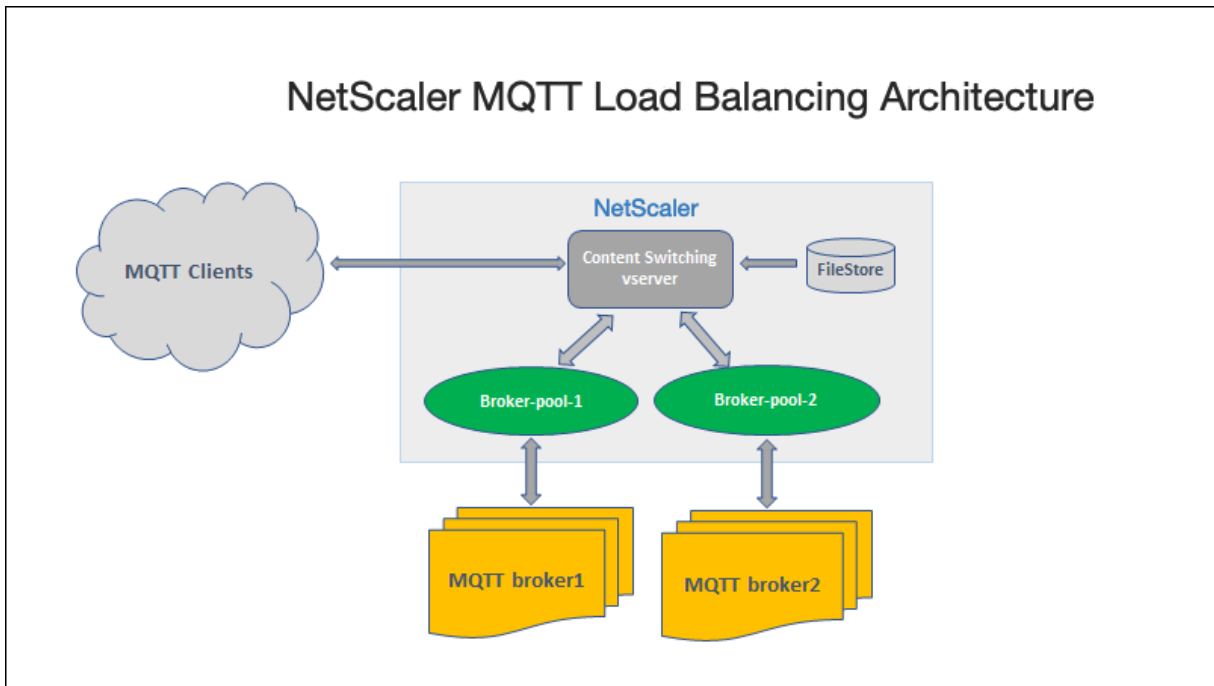 NetScaler MQTT Load Balancing Architecture
NetScaler
MQTT Clients
Content Switching
vserver
FileStore
Broker-pool-1
Broker-pool-2
MQTT broker1
MQTT broker2